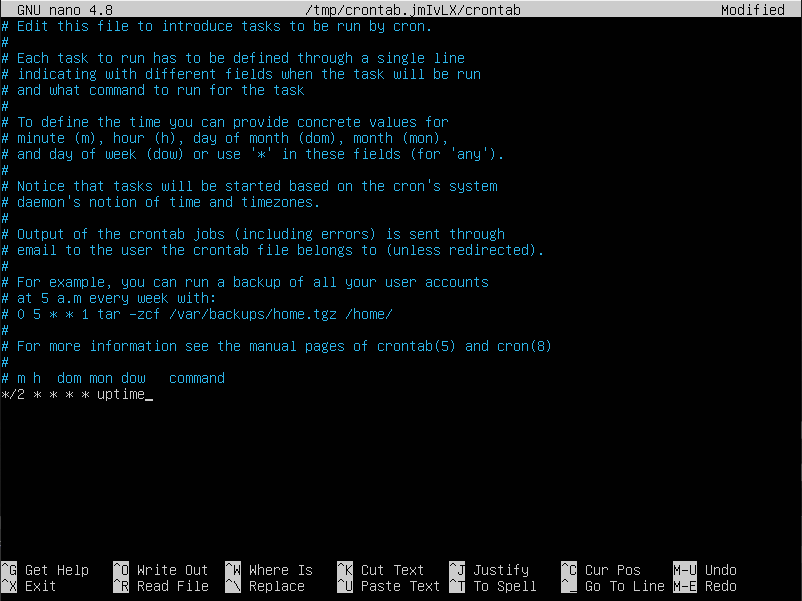 GNU nano 4.8 /tmp/crontab.jmIvLX/crontab Modified
# Edit this file to introduce tasks to be run by cron.
#
# Each task to run has to be defined through a single line
# indicating with different fields when the task will be run
# and what command to run for the task
#
# To define the time you can provide concrete values for
# minute (m), hour (h), day of month (dom), month (mon),
# and day of week (dow) or use '*' in these fields (for 'any').
#
# Notice that tasks will be started based on the cron's system
# daemon's notion of time and timezones.
#
# Output of the crontab jobs (including errors) is sent through
# email to the user the crontab file belongs to (unless redirected).
#
# For example, you can run a backup of all your user accounts
# at 5 a.m every week with:
# 0 5 * * 1 tar -zcf /var/backups/home.tgz /home/
#
# For more information see the manual pages of crontab(5) and cron(8)
#
# m h  dom mon dow   command
*/2 * * * * uptime_
^G Get Help ^O Write Out ^W Where Is ^K Cut Text ^J Justify ^C Cur Pos M-U Undo
^X Exit ^R Read File ^\ Replace ^U Paste Text ^T To Spell ^_ Go To Line M-E Redo